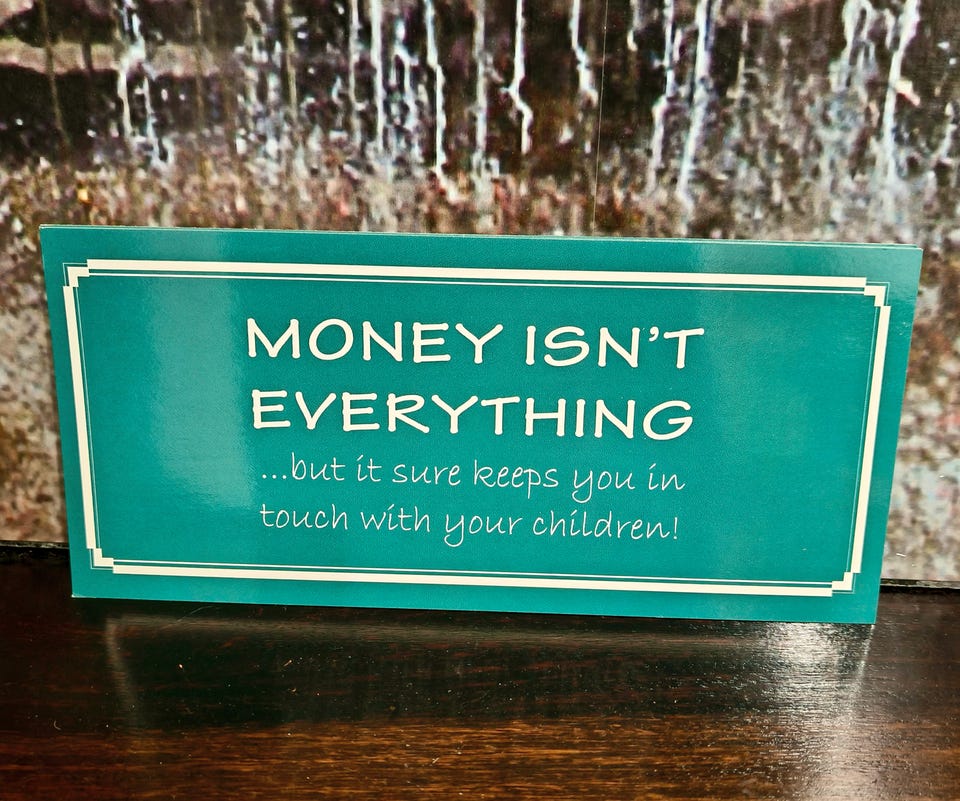 MONEY ISN'T
EVERYTHING
...but it sure keeps you in
touch with your children!